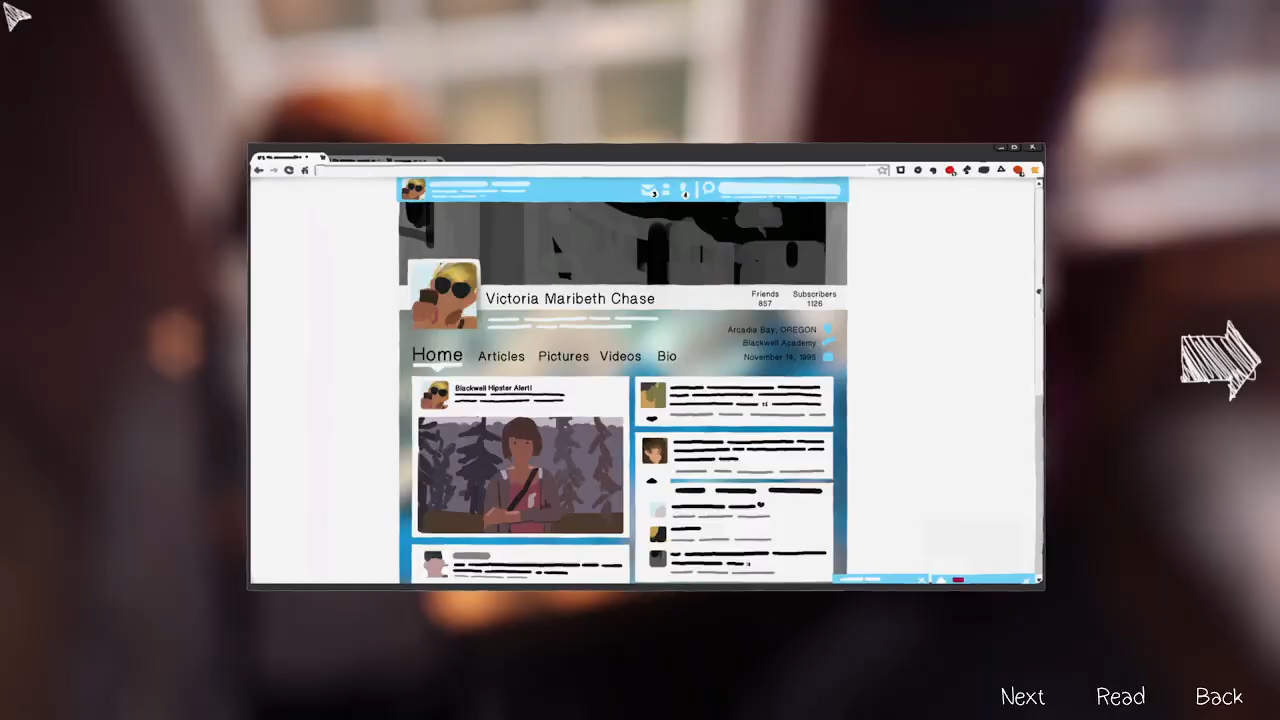 Victoria Maribeth Chase
Friends
857
Subscribers
1126
Arcadia Bay, OREGON
Blackwell Academy
November 14, 1995
Home Articles Pictures Videos Bio
Blackwell Hipster Alert!
Next Read Back